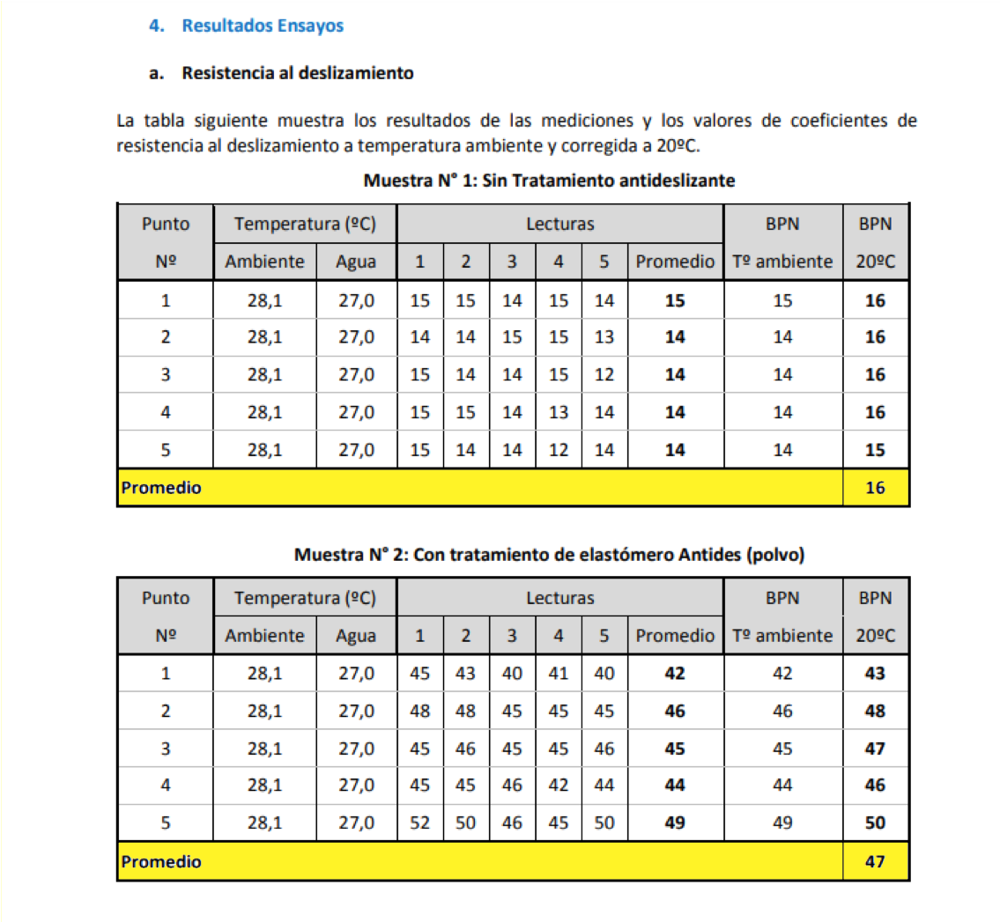 4. Resultados Ensayos
a. Resistencia al deslizamiento
La tabla siguiente muestra los resultados de las mediciones y los valores de coeficientes de
resistencia al deslizamiento a temperatura ambiente y corregida a 20ºC.
Muestra N° 1: Sin Tratamiento antideslizante
Punto Temperatura (ºC) Lecturas BPN BPN
Nº Ambiente Agua 1 2 3 4 5 Promedio Tº ambiente 20ºC
1 28,1 27,0 15 15 14 15 14 15 15 16
2 28,1 27,0 14 14 15 15 13 14 14 16
3 28,1 27,0 15 14 14 15 12 14 14 16
4 28,1 27,0 15 15 14 13 14 14 14 16
5 28,1 27,0 15 14 14 12 14 14 14 15
Promedio 16
Muestra N° 2: Con tratamiento de elastómero Antides (polvo)
Punto Temperatura (ºC) Lecturas BPN BPN
Nº Ambiente Agua 1 2 3 4 5 Promedio Tº ambiente 20ºC
1 28,1 27,0 45 43 40 41 40 42 42 43
2 28,1 27,0 48 48 45 45 45 46 46 48
3 28,1 27,0 45 46 45 45 46 45 45 47
4 28,1 27,0 45 45 46 42 44 44 44 46
5 28,1 27,0 52 50 46 45 50 49 49 50
Promedio 47